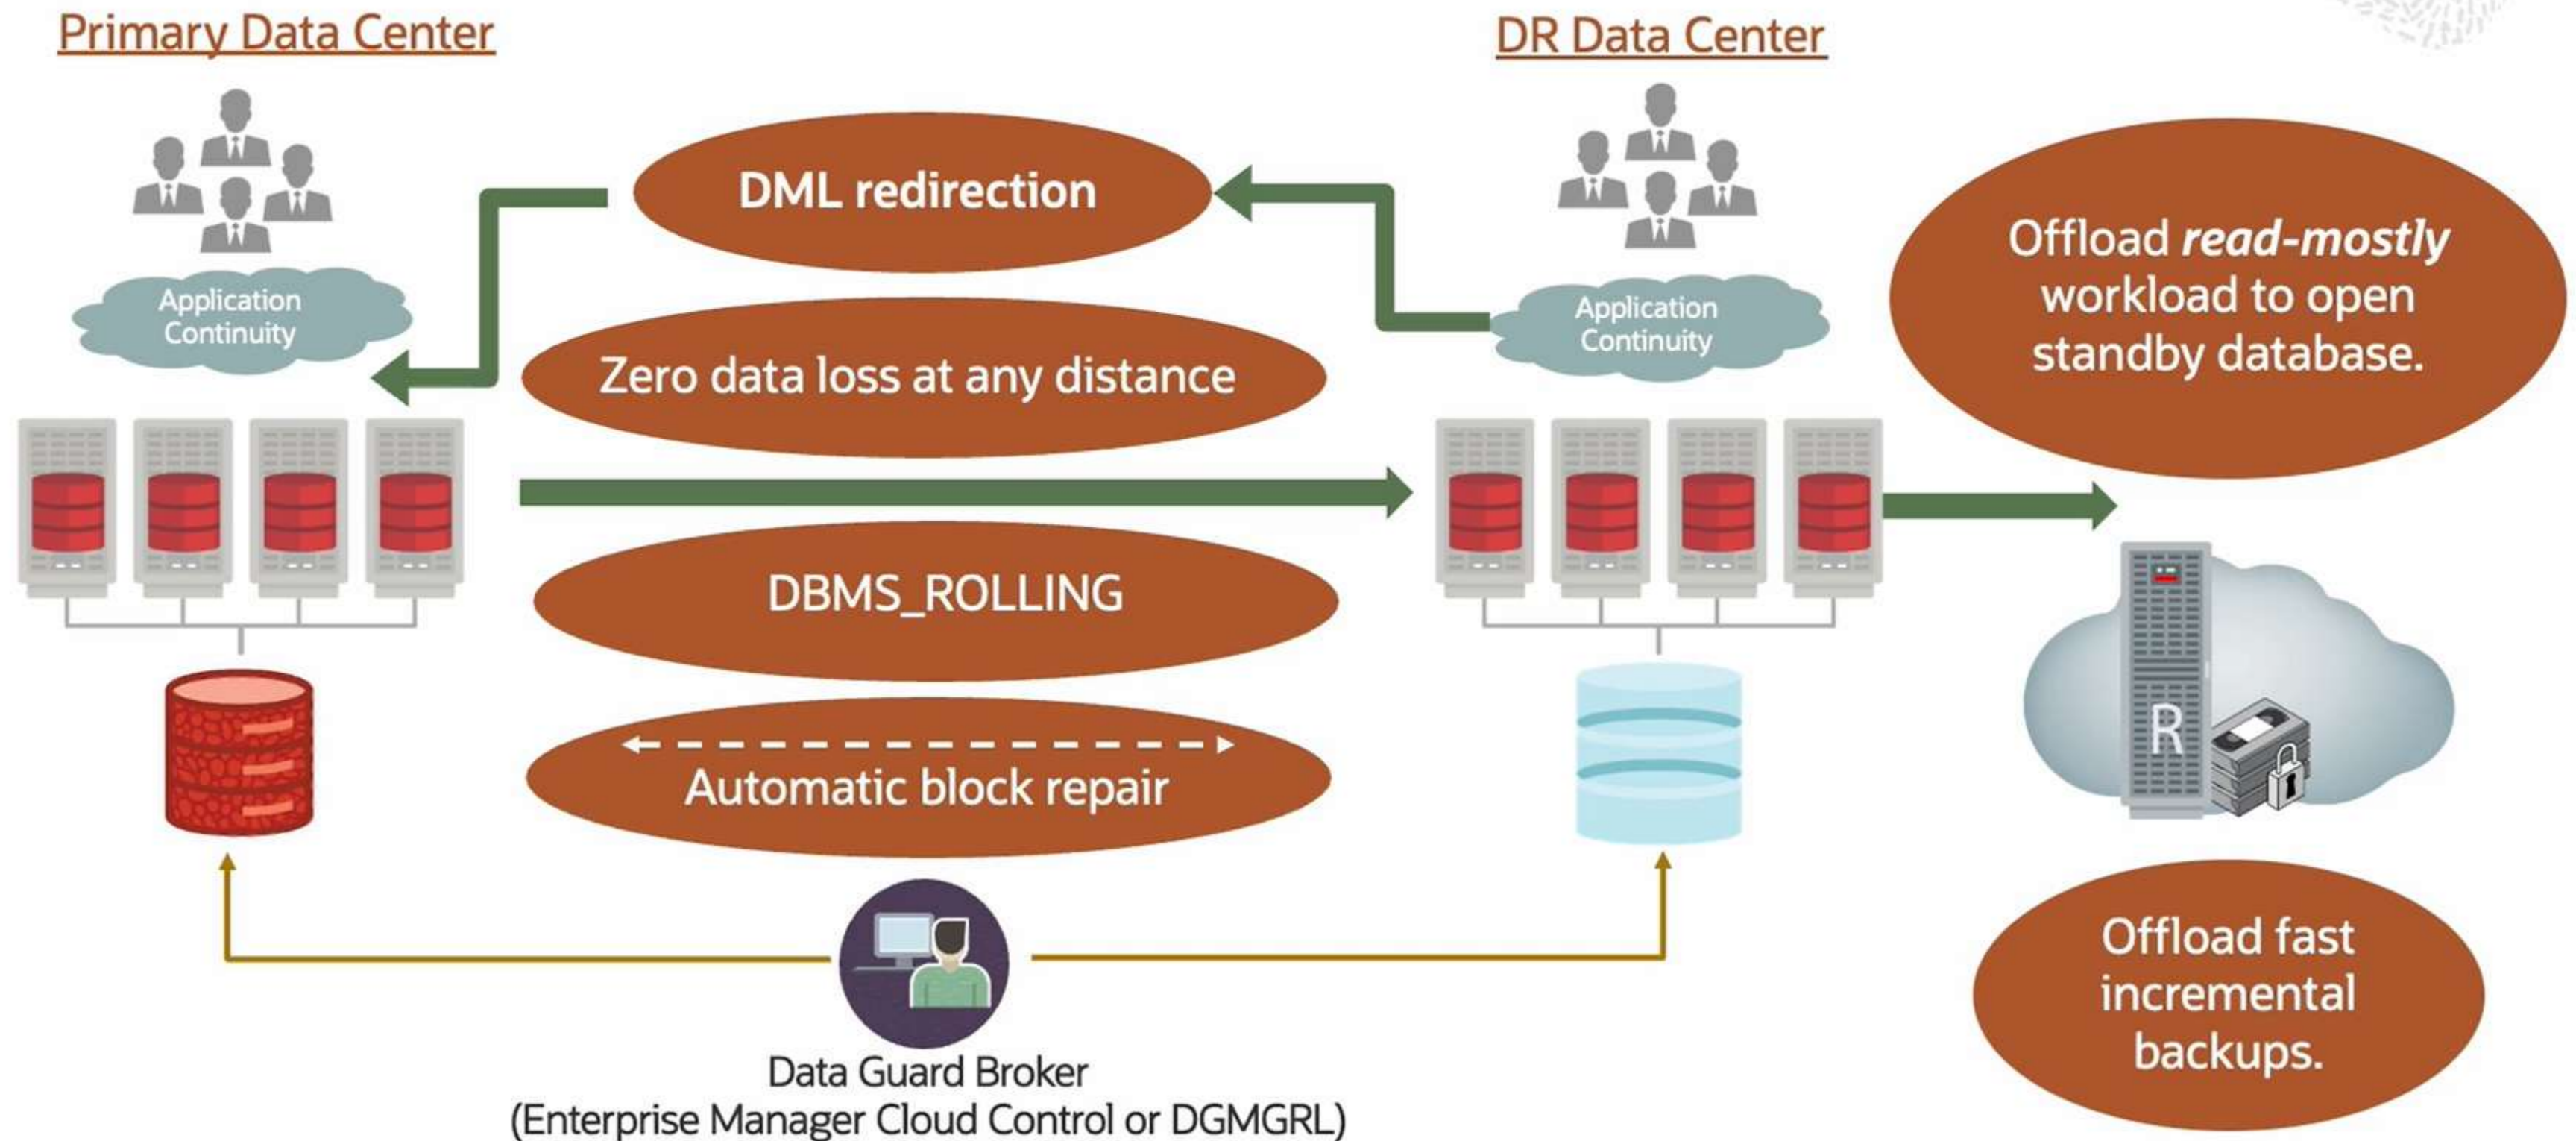 Primary Data Center
DR Data Center
DML redirection
Application
Continuity
Application
Continuity
Offload read-mostly
workload to open
standby database.
Zero data loss at any distance
DBMS_ROLLING
R
Automatic block repair
Offload fast
incremental
backups.
Data Guard Broker
(Enterprise Manager Cloud Control or DGMGRL)